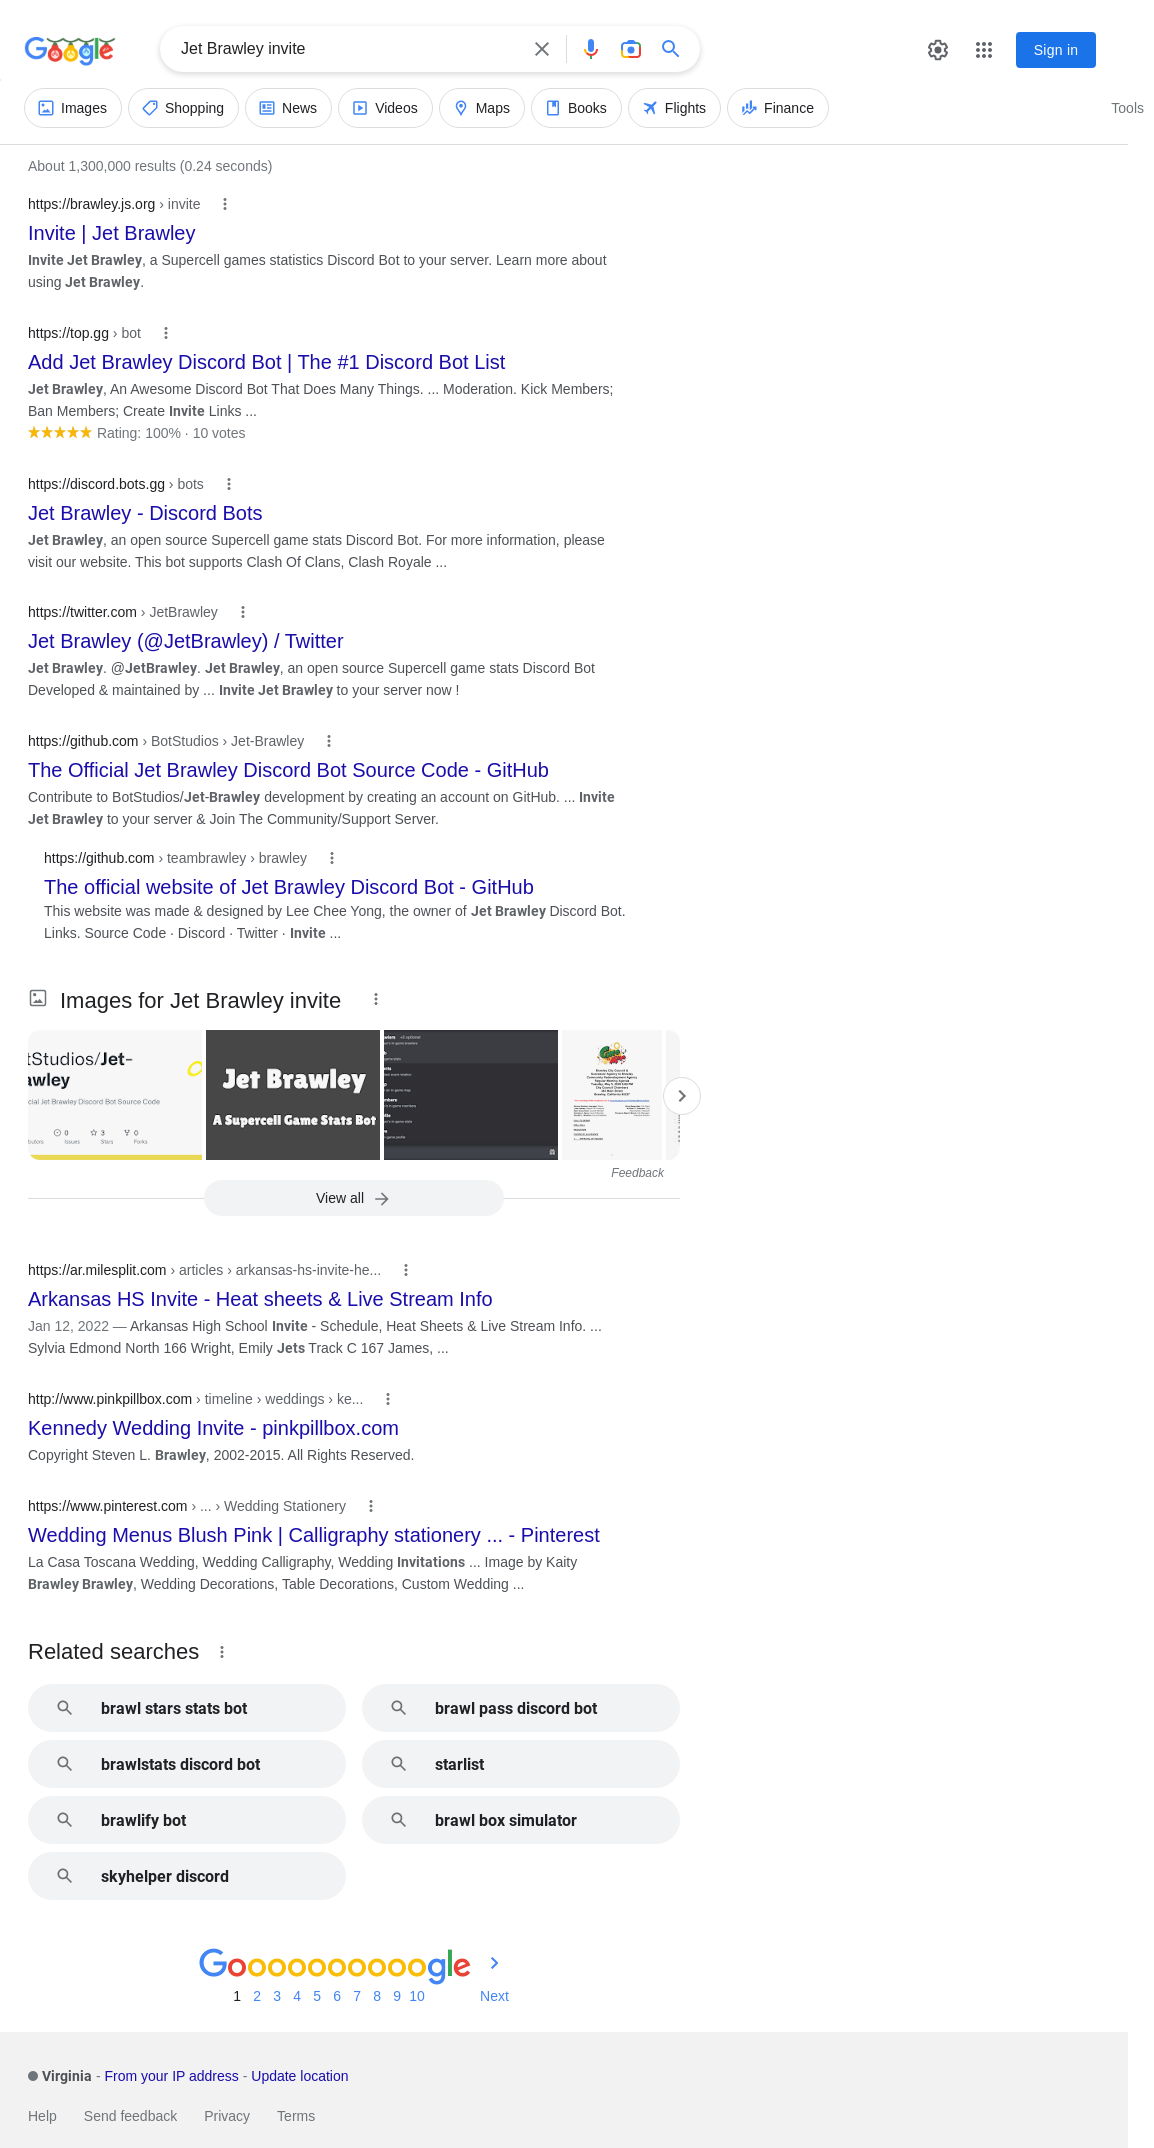 Google
Jet Brawley invite
Sign in
Images
Shopping
News
Videos
Maps
Books
Flights
Finance
Tools
About 1,300,000 results (0.24 seconds)
https://brawley.js.org › invite
Invite | Jet Brawley
Invite Jet Brawley, a Supercell games statistics Discord Bot to your server. Learn more about
using Jet Brawley.
https://top.gg › bot
Add Jet Brawley Discord Bot | The #1 Discord Bot List
Jet Brawley, An Awesome Discord Bot That Does Many Things. ... Moderation. Kick Members;
Ban Members; Create Invite Links ...
Rating: 100% · 10 votes
https://discord.bots.gg › bots
Jet Brawley - Discord Bots
Jet Brawley, an open source Supercell game stats Discord Bot. For more information, please
visit our website. This bot supports Clash Of Clans, Clash Royale ...
https://twitter.com › JetBrawley
Jet Brawley (@JetBrawley) / Twitter
Jet Brawley. @JetBrawley. Jet Brawley, an open source Supercell game stats Discord Bot
Developed & maintained by ... Invite Jet Brawley to your server now !
https://github.com › BotStudios › Jet-Brawley
The Official Jet Brawley Discord Bot Source Code - GitHub
Contribute to BotStudios/Jet-Brawley development by creating an account on GitHub. ... Invite
Jet Brawley to your server & Join The Community/Support Server.
https://github.com › teambrawley › brawley
The official website of Jet Brawley Discord Bot - GitHub
This website was made & designed by Lee Chee Yong, the owner of Jet Brawley Discord Bot.
Links. Source Code · Discord · Twitter · Invite ...
Images for Jet Brawley invite
tStudios/Jet-
wley
cial Jet Brawley Discord Bot Source Code
0
3
0
butors
Issues
Stars
Forks
Jet Brawley
A Supercell Game Stats Bot
Feedback
View all
https://ar.milesplit.com › articles › arkansas-hs-invite-he...
Arkansas HS Invite - Heat sheets & Live Stream Info
Jan 12, 2022 — Arkansas High School Invite - Schedule, Heat Sheets & Live Stream Info. ...
Sylvia Edmond North 166 Wright, Emily Jets Track C 167 James, ...
http://www.pinkpillbox.com › timeline › weddings › ke...
Kennedy Wedding Invite - pinkpillbox.com
Copyright Steven L. Brawley, 2002-2015. All Rights Reserved.
https://www.pinterest.com › ... › Wedding Stationery
Wedding Menus Blush Pink | Calligraphy stationery ... - Pinterest
La Casa Toscana Wedding, Wedding Calligraphy, Wedding Invitations ... Image by Kaity
Brawley Brawley, Wedding Decorations, Table Decorations, Custom Wedding ...
Related searches
brawl stars stats bot
brawl pass discord bot
brawlstats discord bot
starlist
brawlify bot
brawl box simulator
skyhelper discord
Goooooooooogle
1 2 3 4 5 6 7 8 9 10 Next
Virginia - From your IP address - Update location
Help Send feedback Privacy Terms